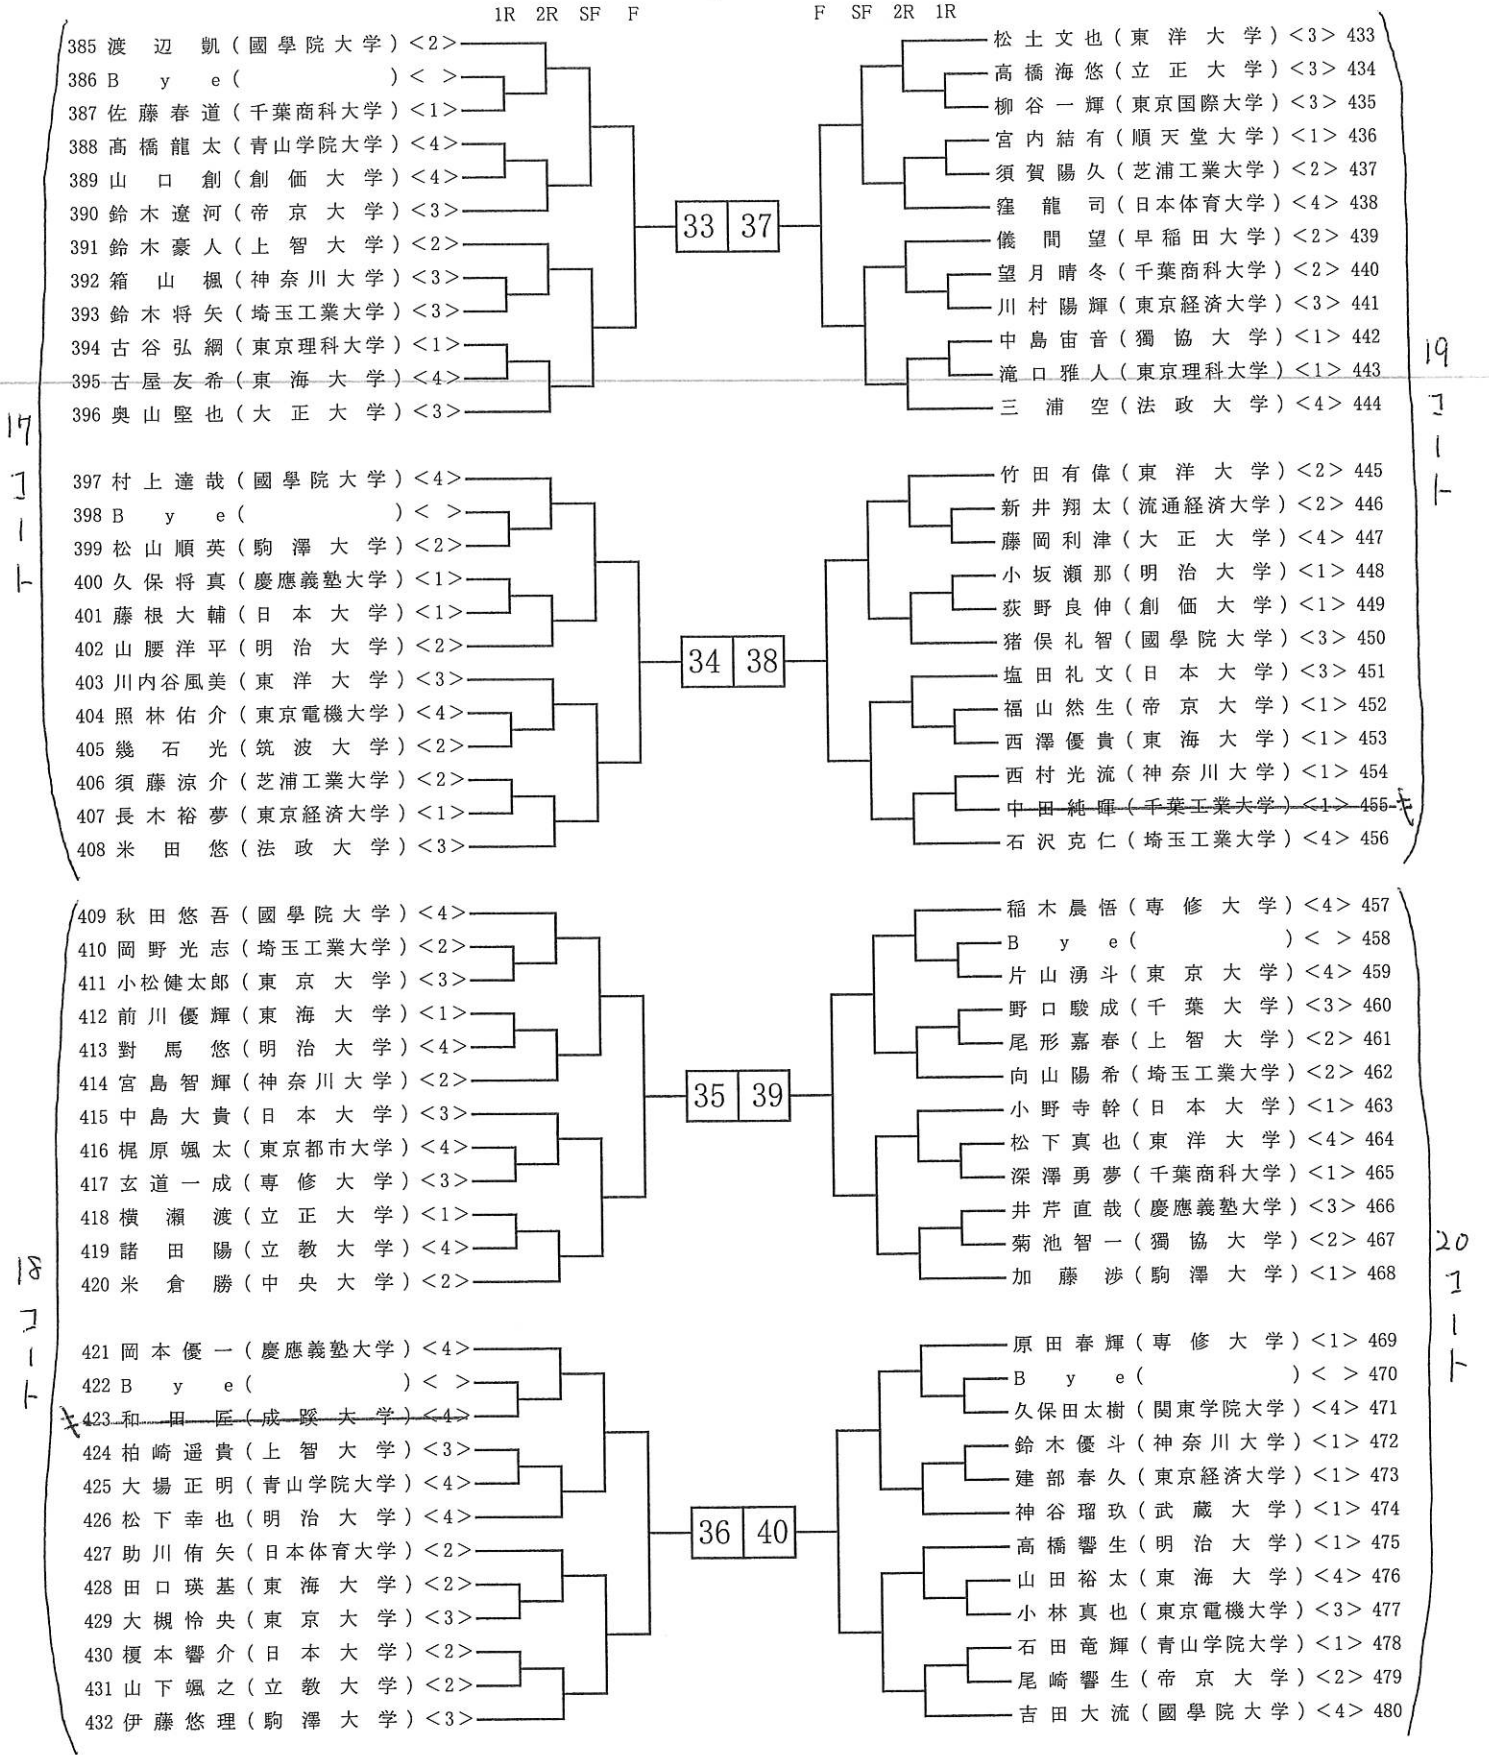 1R 2R SF F
385 渡辺凱(國學院大学)<2>
386 Bye( )< >
387 佐藤春道(千葉商科大学)<1>
388 髙橋龍太(青山学院大学)<4>
389 山口創(創価大学)<4>
390 鈴木遼河(帝京大学)<3>
391 鈴木豪人(上智大学)<2>
392 箱山楓(神奈川大学)<3>
393 鈴木将矢(埼玉工業大学)<3>
394 古谷弘綱(東京理科大学)<1>
395 古屋友希(東海大学)<4>
396 奥山堅也(大正大学)<3>
33
17コート
397 村上達哉(國學院大学)<4>
398 Bye( )< >
399 松山順英(駒澤大学)<2>
400 久保将真(慶應義塾大学)<1>
401 藤根大輔(日本大学)<1>
402 山腰洋平(明治大学)<2>
403 川内谷風美(東洋大学)<3>
404 照林佑介(東京電機大学)<4>
405 幾石光(筑波大学)<2>
406 須藤涼介(芝浦工業大学)<2>
407 長木裕夢(東京経済大学)<1>
408 米田悠(法政大学)<3>
34
409 秋田悠吾(國學院大学)<4>
410 岡野光志(埼玉工業大学)<2>
411 小松健太郎(東京大学)<3>
412 前川優輝(東海大学)<1>
413 對馬悠(明治大学)<4>
414 宮島智輝(神奈川大学)<2>
415 中島大貴(日本大学)<3>
416 梶原颯太(東京都市大学)<4>
417 玄道一成(専修大学)<3>
418 横瀬渡(立正大学)<1>
419 諸田陽(立教大学)<4>
420 米倉勝(中央大学)<2>
35
18コート
421 岡本優一(慶應義塾大学)<4>
422 Bye( )< >
キ 423 和田匠(成蹊大学)<4>
424 柏崎遥貴(上智大学)<3>
425 大場正明(青山学院大学)<4>
426 松下幸也(明治大学)<4>
427 助川侑矢(日本体育大学)<2>
428 田口瑛基(東海大学)<2>
429 大槻怜央(東京大学)<3>
430 榎本響介(日本大学)<2>
431 山下颯之(立教大学)<2>
432 伊藤悠理(駒澤大学)<3>
36
F SF 2R 1R
松土文也(東洋大学)<3> 433
高橋海悠(立正大学)<3> 434
柳谷一輝(東京国際大学)<3> 435
宮内結有(順天堂大学)<1> 436
須賀陽久(芝浦工業大学)<2> 437
窪龍司(日本体育大学)<4> 438
儀間望(早稲田大学)<2> 439
望月晴冬(千葉商科大学)<2> 440
川村陽輝(東京経済大学)<3> 441
中島宙音(獨協大学)<1> 442
滝口雅人(東京理科大学)<1> 443
三浦空(法政大学)<4> 444
37
19コート
竹田有偉(東洋大学)<2> 445
新井翔太(流通経済大学)<2> 446
藤岡利津(大正大学)<4> 447
小坂瀬那(明治大学)<1> 448
荻野良伸(創価大学)<1> 449
猪俣礼智(國學院大学)<3> 450
塩田礼文(日本大学)<3> 451
福山然生(帝京大学)<1> 452
西澤優貴(東海大学)<1> 453
西村光流(神奈川大学)<1> 454
中田純暉(千葉工業大学)<1> 455 キ
石沢克仁(埼玉工業大学)<4> 456
38
稲木晨悟(専修大学)<4> 457
Bye( )< > 458
片山湧斗(東京大学)<4> 459
野口駿成(千葉大学)<3> 460
尾形嘉春(上智大学)<2> 461
向山陽希(埼玉工業大学)<2> 462
小野寺幹(日本大学)<1> 463
松下真也(東洋大学)<4> 464
深澤勇夢(千葉商科大学)<1> 465
井芹直哉(慶應義塾大学)<3> 466
菊池智一(獨協大学)<2> 467
加藤渉(駒澤大学)<1> 468
39
20コート
原田春輝(専修大学)<1> 469
Bye( )< > 470
久保田太樹(関東学院大学)<4> 471
鈴木優斗(神奈川大学)<1> 472
建部春久(東京経済大学)<1> 473
神谷瑠玖(武蔵大学)<1> 474
高橋響生(明治大学)<1> 475
山田裕太(東海大学)<4> 476
小林真也(東京電機大学)<3> 477
石田竜輝(青山学院大学)<1> 478
尾崎響生(帝京大学)<2> 479
吉田大流(國學院大学)<4> 480
40